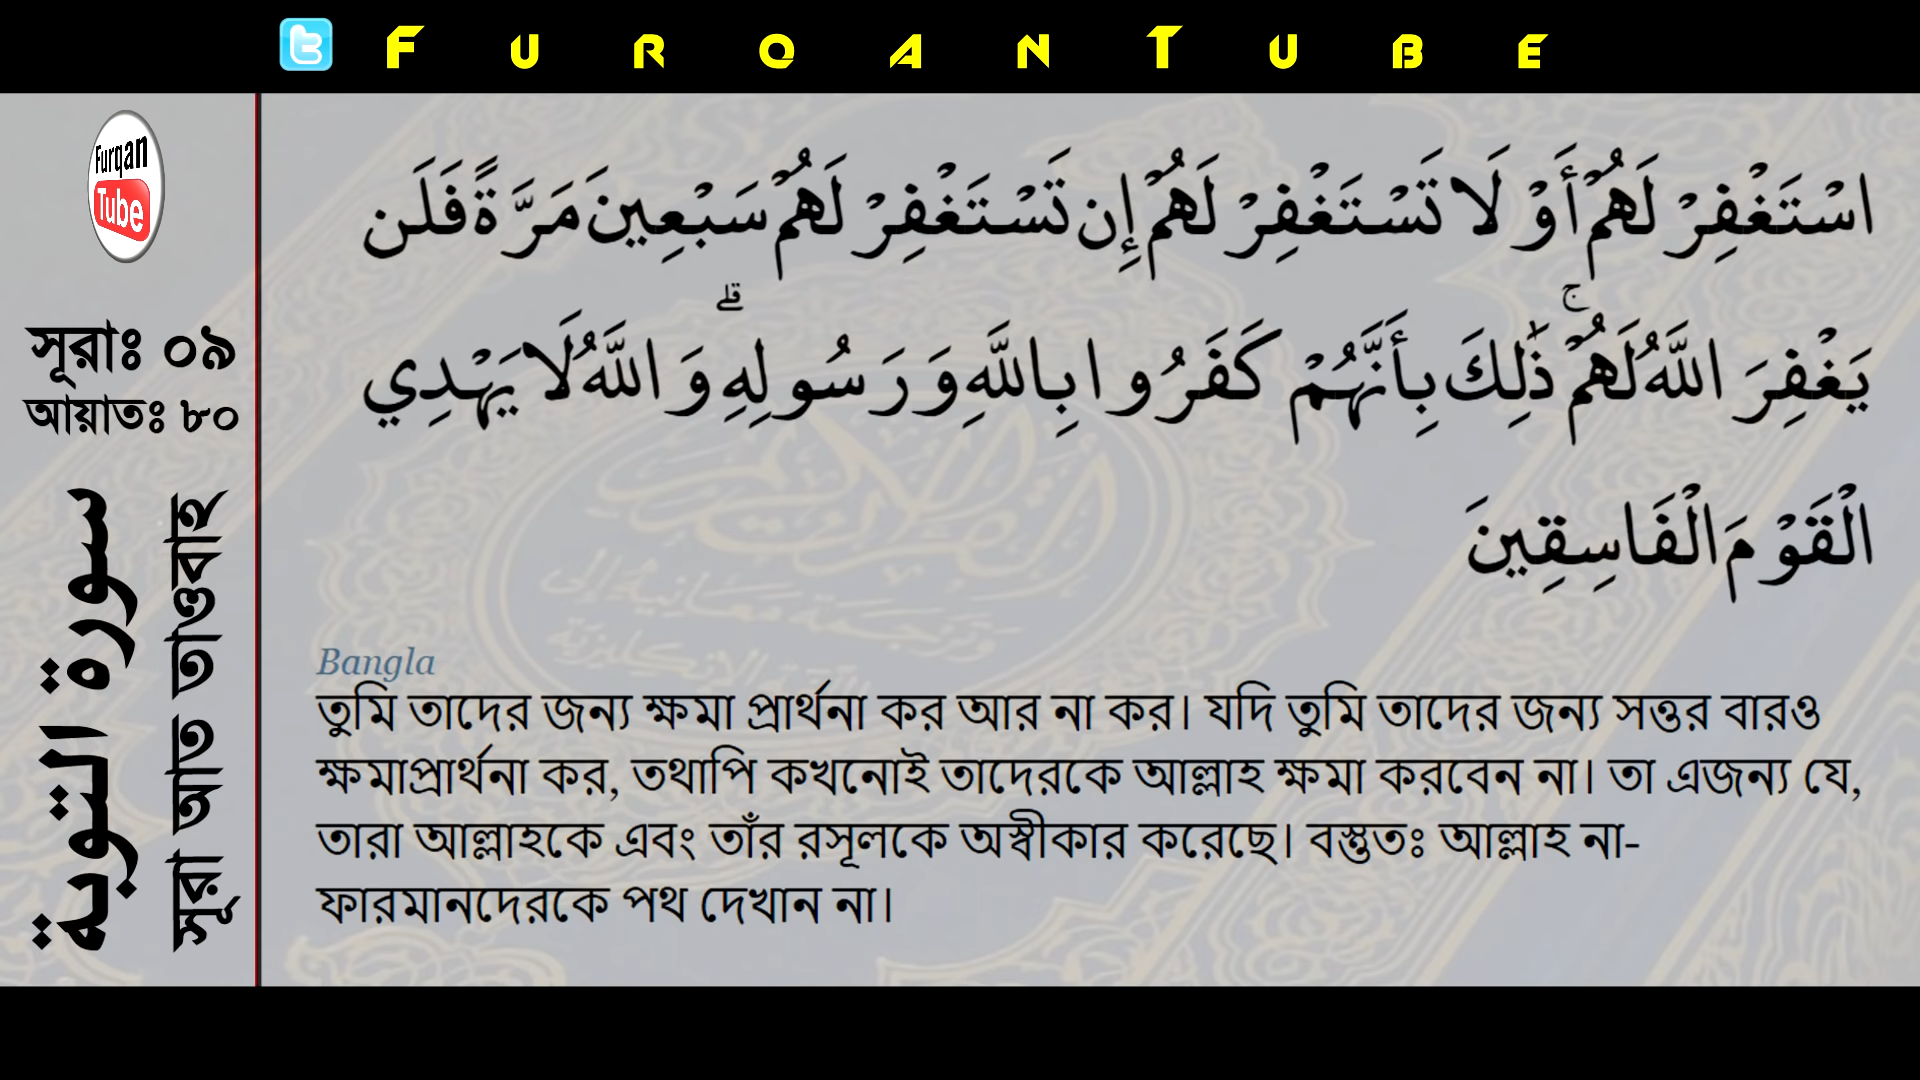 FurqanTube
Furqan
Tube
সূরাঃ ০৯
আয়াতঃ ৮০
سورة التوبة
সূরা আত তাওবাহ
اسْتَغْفِرْ لَهُمْ أَوْ لَا تَسْتَغْفِرْ لَهُمْ إِن تَسْتَغْفِرْ لَهُمْ سَبْعِينَ مَرَّةً فَلَن
يَغْفِرَ اللَّهُ لَهُمْ ۚ ذَٰلِكَ بِأَنَّهُمْ كَفَرُوا بِاللَّهِ وَرَسُولِهِ ۗ وَاللَّهُ لَا يَهْدِي
الْقَوْمَ الْفَاسِقِينَ
Bangla
তুমি তাদের জন্য ক্ষমা প্রার্থনা কর আর না কর। যদি তুমি তাদের জন্য সত্তর বারও
ক্ষমাপ্রার্থনা কর, তথাপি কখনোই তাদেরকে আল্লাহ ক্ষমা করবেন না। তা এজন্য যে,
তারা আল্লাহকে এবং তাঁর রসূলকে অস্বীকার করেছে। বস্তুতঃ আল্লাহ না-
ফারমানদেরকে পথ দেখান না।